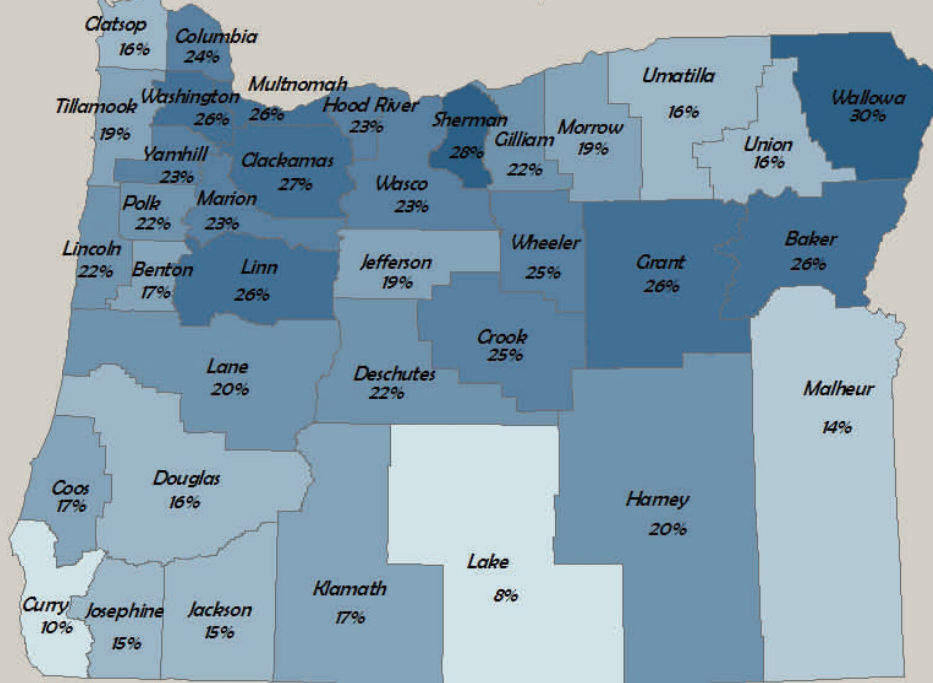 Clatsop
16%
Columbia
24%
Tillamook
19%
Washington
26%
Multnomah
26%
Hood River
23%
Sherman
28%
Gilliam
22%
Morrow
19%
Umatilla
16%
Union
16%
Wallowa
30%
Yamhill
23%
Clackamas
27%
Wasco
23%
Polk
22%
Marion
23%
Lincoln
22%
Benton
17%
Linn
26%
Jefferson
19%
Wheeler
25%
Grant
26%
Baker
26%
Lane
20%
Deschutes
22%
Crook
25%
Malheur
14%
Coos
17%
Douglas
16%
Harney
20%
Curry
10%
Josephine
15%
Jackson
15%
Klamath
17%
Lake
8%